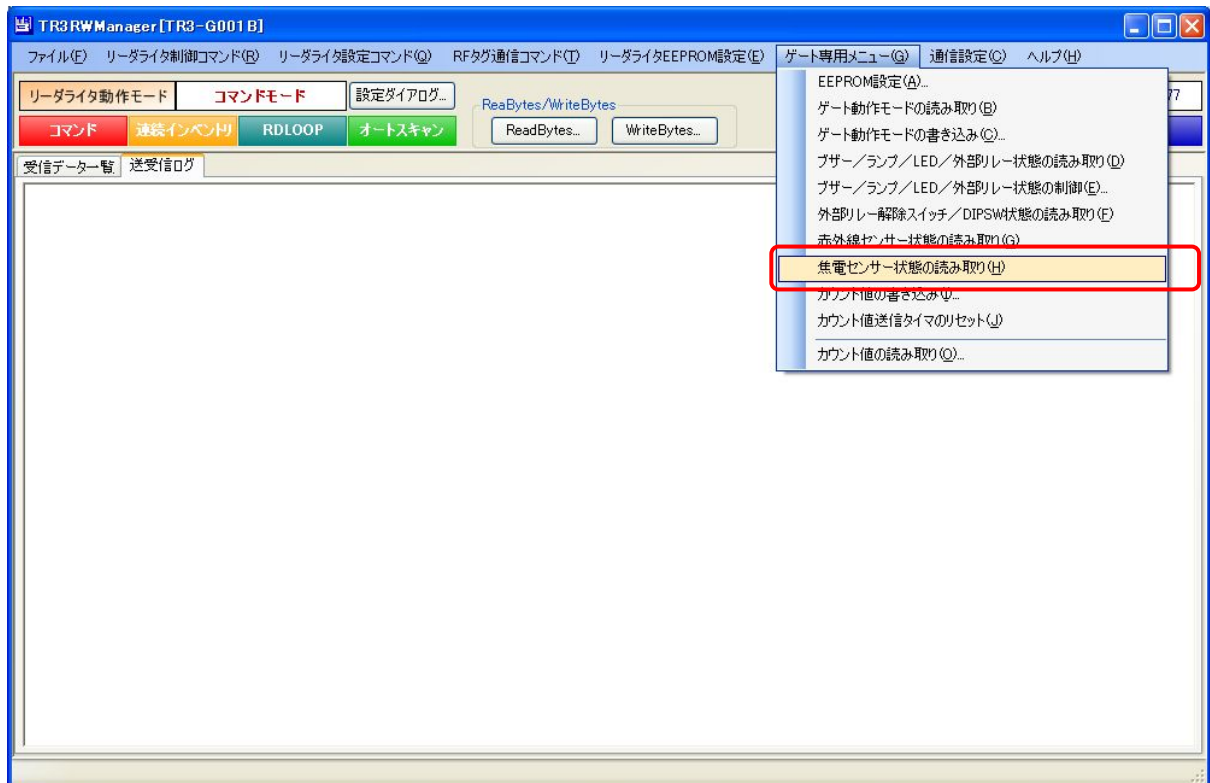 TR3RWManager[TR3-G001B]
ファイル(F) リーダライタ制御コマンド(R) リーダライタ設定コマンド(Q) RFタグ通信コマンド(T) リーダライタEEPROM設定(E) ゲート専用メニュー(G) 通信設定(C) ヘルプ(H)
リーダライタ動作モード コマンドモード 設定ダイアログ...
コマンド 連続インベントリ RDLOOP オートスキャン
ReaBytes/WriteBytes
ReadBytes... WriteBytes...
77
受信データ一覧 送受信ログ
EEPROM設定(A)...
ゲート動作モードの読み取り(B)
ゲート動作モードの書き込み(C)...
ブザー/ランプ/LED/外部リレー状態の読み取り(D)
ブザー/ランプ/LED/外部リレー状態の制御(E)...
外部リレー解除スイッチ/DIPSW状態の読み取り(F)
赤外線センサー状態の読み取り(G)
焦電センサー状態の読み取り(H)
カウント値の書き込み(I)...
カウント値送信タイマのリセット(J)
カウント値の読み取り(O)...